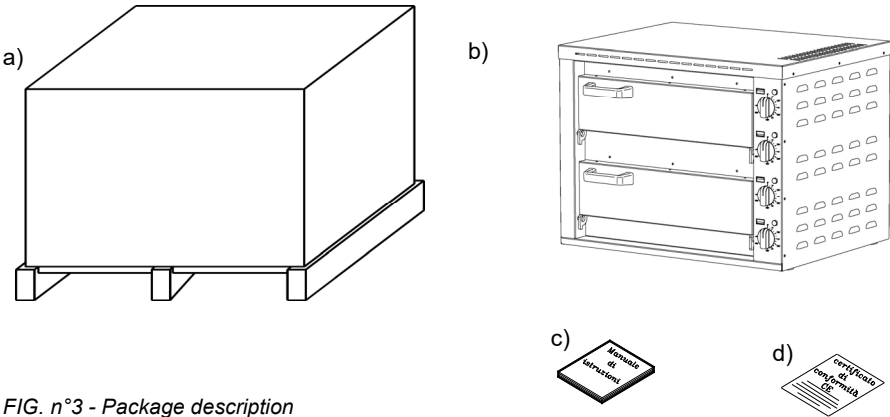 a)
b)
c)
Manuale
di
istruzioni
d)
certificato
di
conformità
CE
FIG. n°3 - Package description